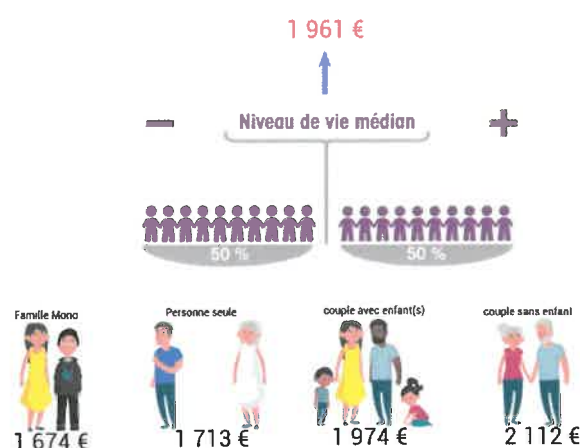 1 961 €
— Niveau de vie médian +
50 % 50 %
Famille Mono Personne seule couple avec enfant(s) couple sans enfant
1 674 € 1 713 € 1 974 € 2 112 €